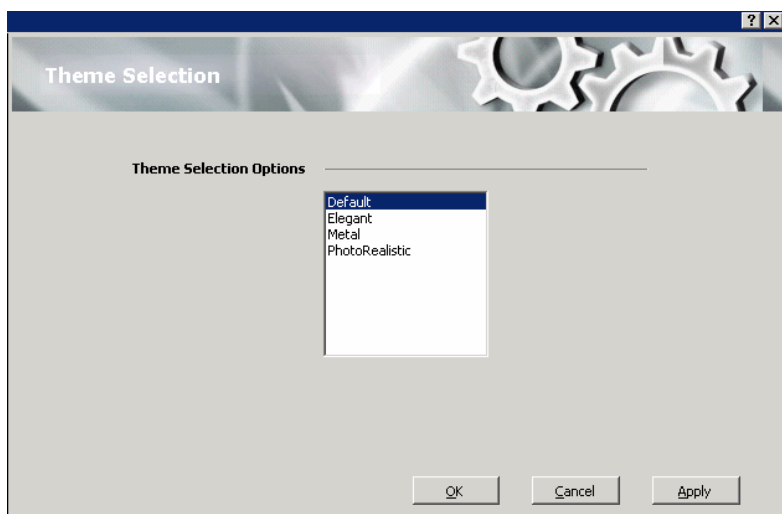 Theme Selection
Theme Selection Options
Default
Elegant
Metal
PhotoRealistic
OK
Cancel
Apply